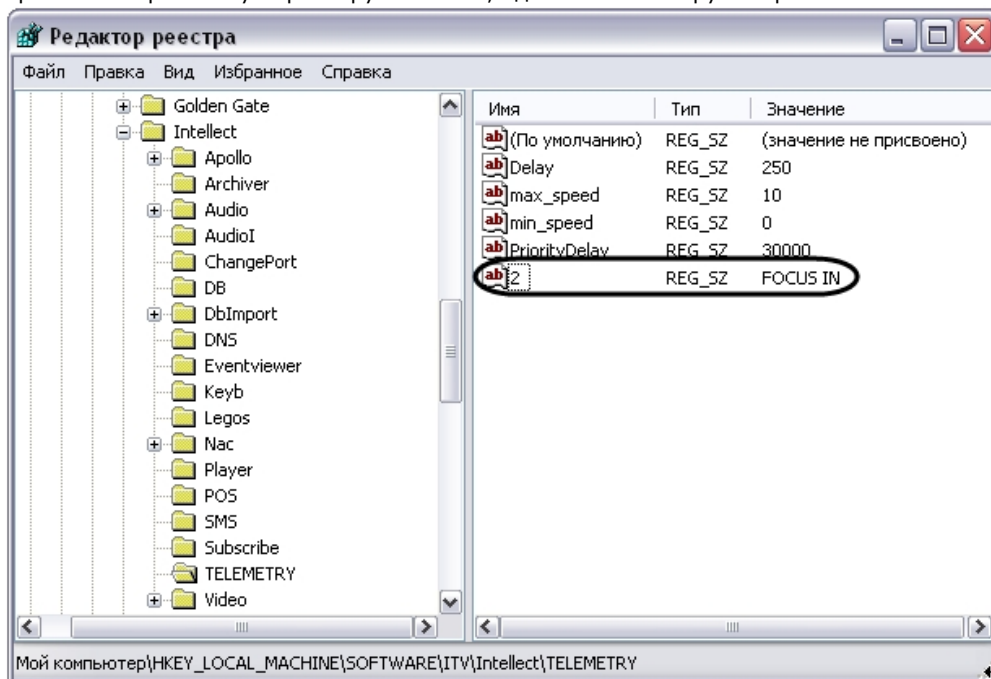 Редактор реестра
Файл Правка Вид Избранное Справка
Golden Gate
Intellect
Apollo
Archiver
Audio
AudioI
ChangePort
DB
DbImport
DNS
Eventviewer
Keyb
Legos
Nac
Player
POS
SMS
Subscribe
TELEMETRY
Video
Имя Тип Значение
(По умолчанию) REG_SZ (значение не присвоено)
Delay REG_SZ 250
max_speed REG_SZ 10
min_speed REG_SZ 0
PriorityDelay REG_SZ 30000
2 REG_SZ FOCUS IN
Мой компьютер\HKEY_LOCAL_MACHINE\SOFTWARE\ITV\Intellect\TELEMETRY